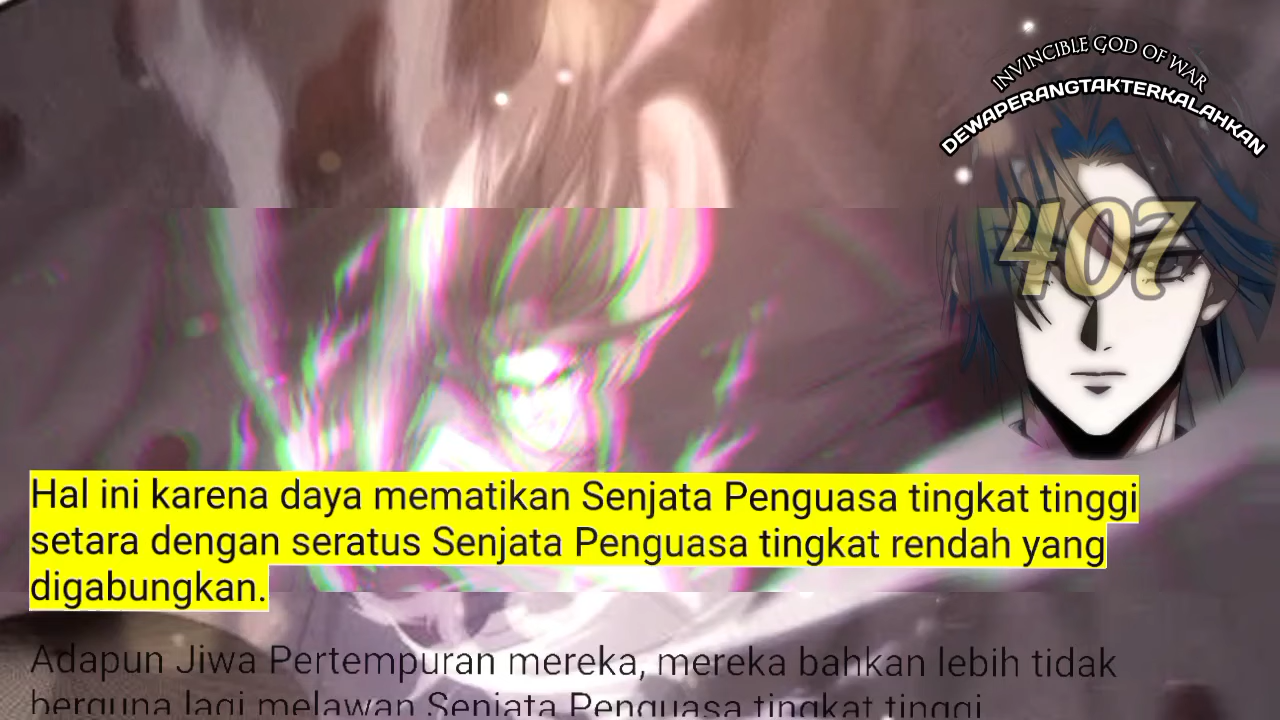 INVINCIBLE GOD OF WAR
DEWAPERANGTAKTERKALAHKAN
407
Hal ini karena daya mematikan Senjata Penguasa tingkat tinggi
setara dengan seratus Senjata Penguasa tingkat rendah yang
digabungkan.
Adapun Jiwa Pertempuran mereka, mereka bahkan lebih tidak
berguna lagi melawan Senjata Penguasa tingkat tinggi